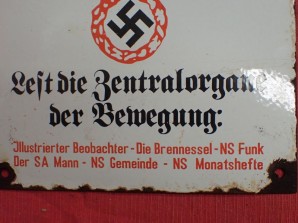 Lest die Zentralorgane
der Bewegung:
Illustrierter Beobachter - Die Brennessel - NS Funk
Der SA Mann - NS Gemeinde - NS Monatshefte